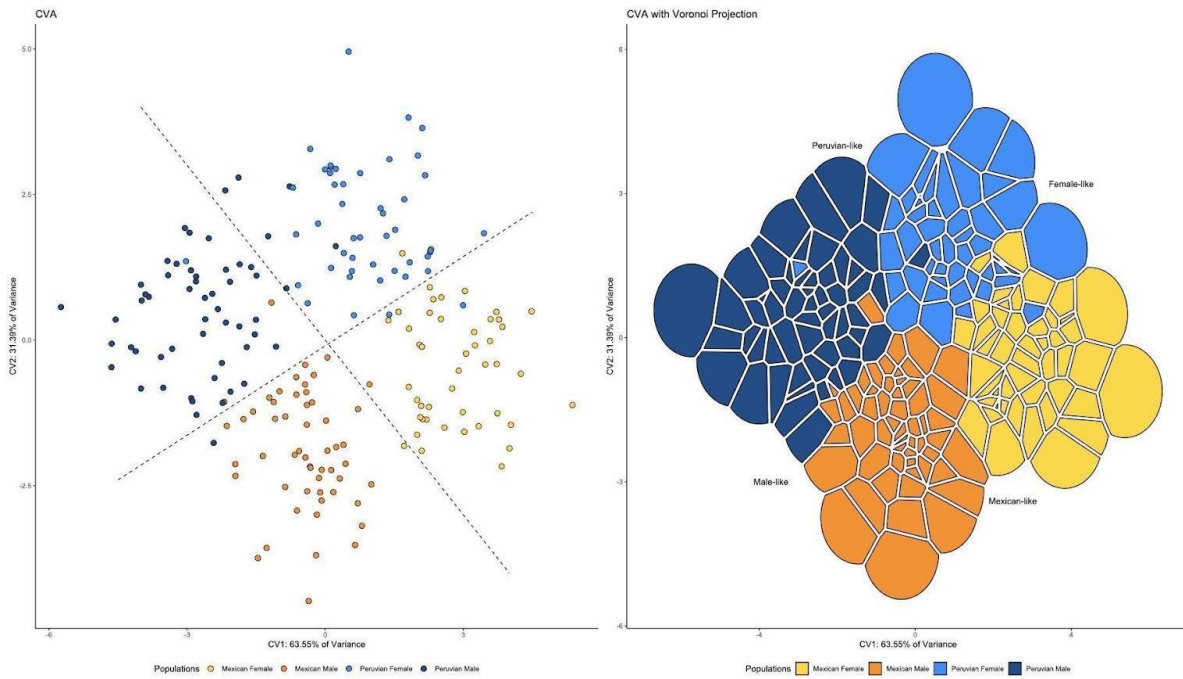 CVA
5.0
2.5
0.0
-2.5
CV2: 31.39% of Variance
-6
-3
0
3
CV1: 63.55% of Variance
Populations
Mexican Female
Mexican Male
Peruvian Female
Peruvian Male
CVA with Voronoi Projection
6
3
0
-3
-6
CV2: 31.39% of Variance
Peruvian-like
Female-like
Male-like
Mexican-like
-4
0
4
CV1: 63.55% of Variance
Populations
Mexican Female
Mexican Male
Peruvian Female
Peruvian Male